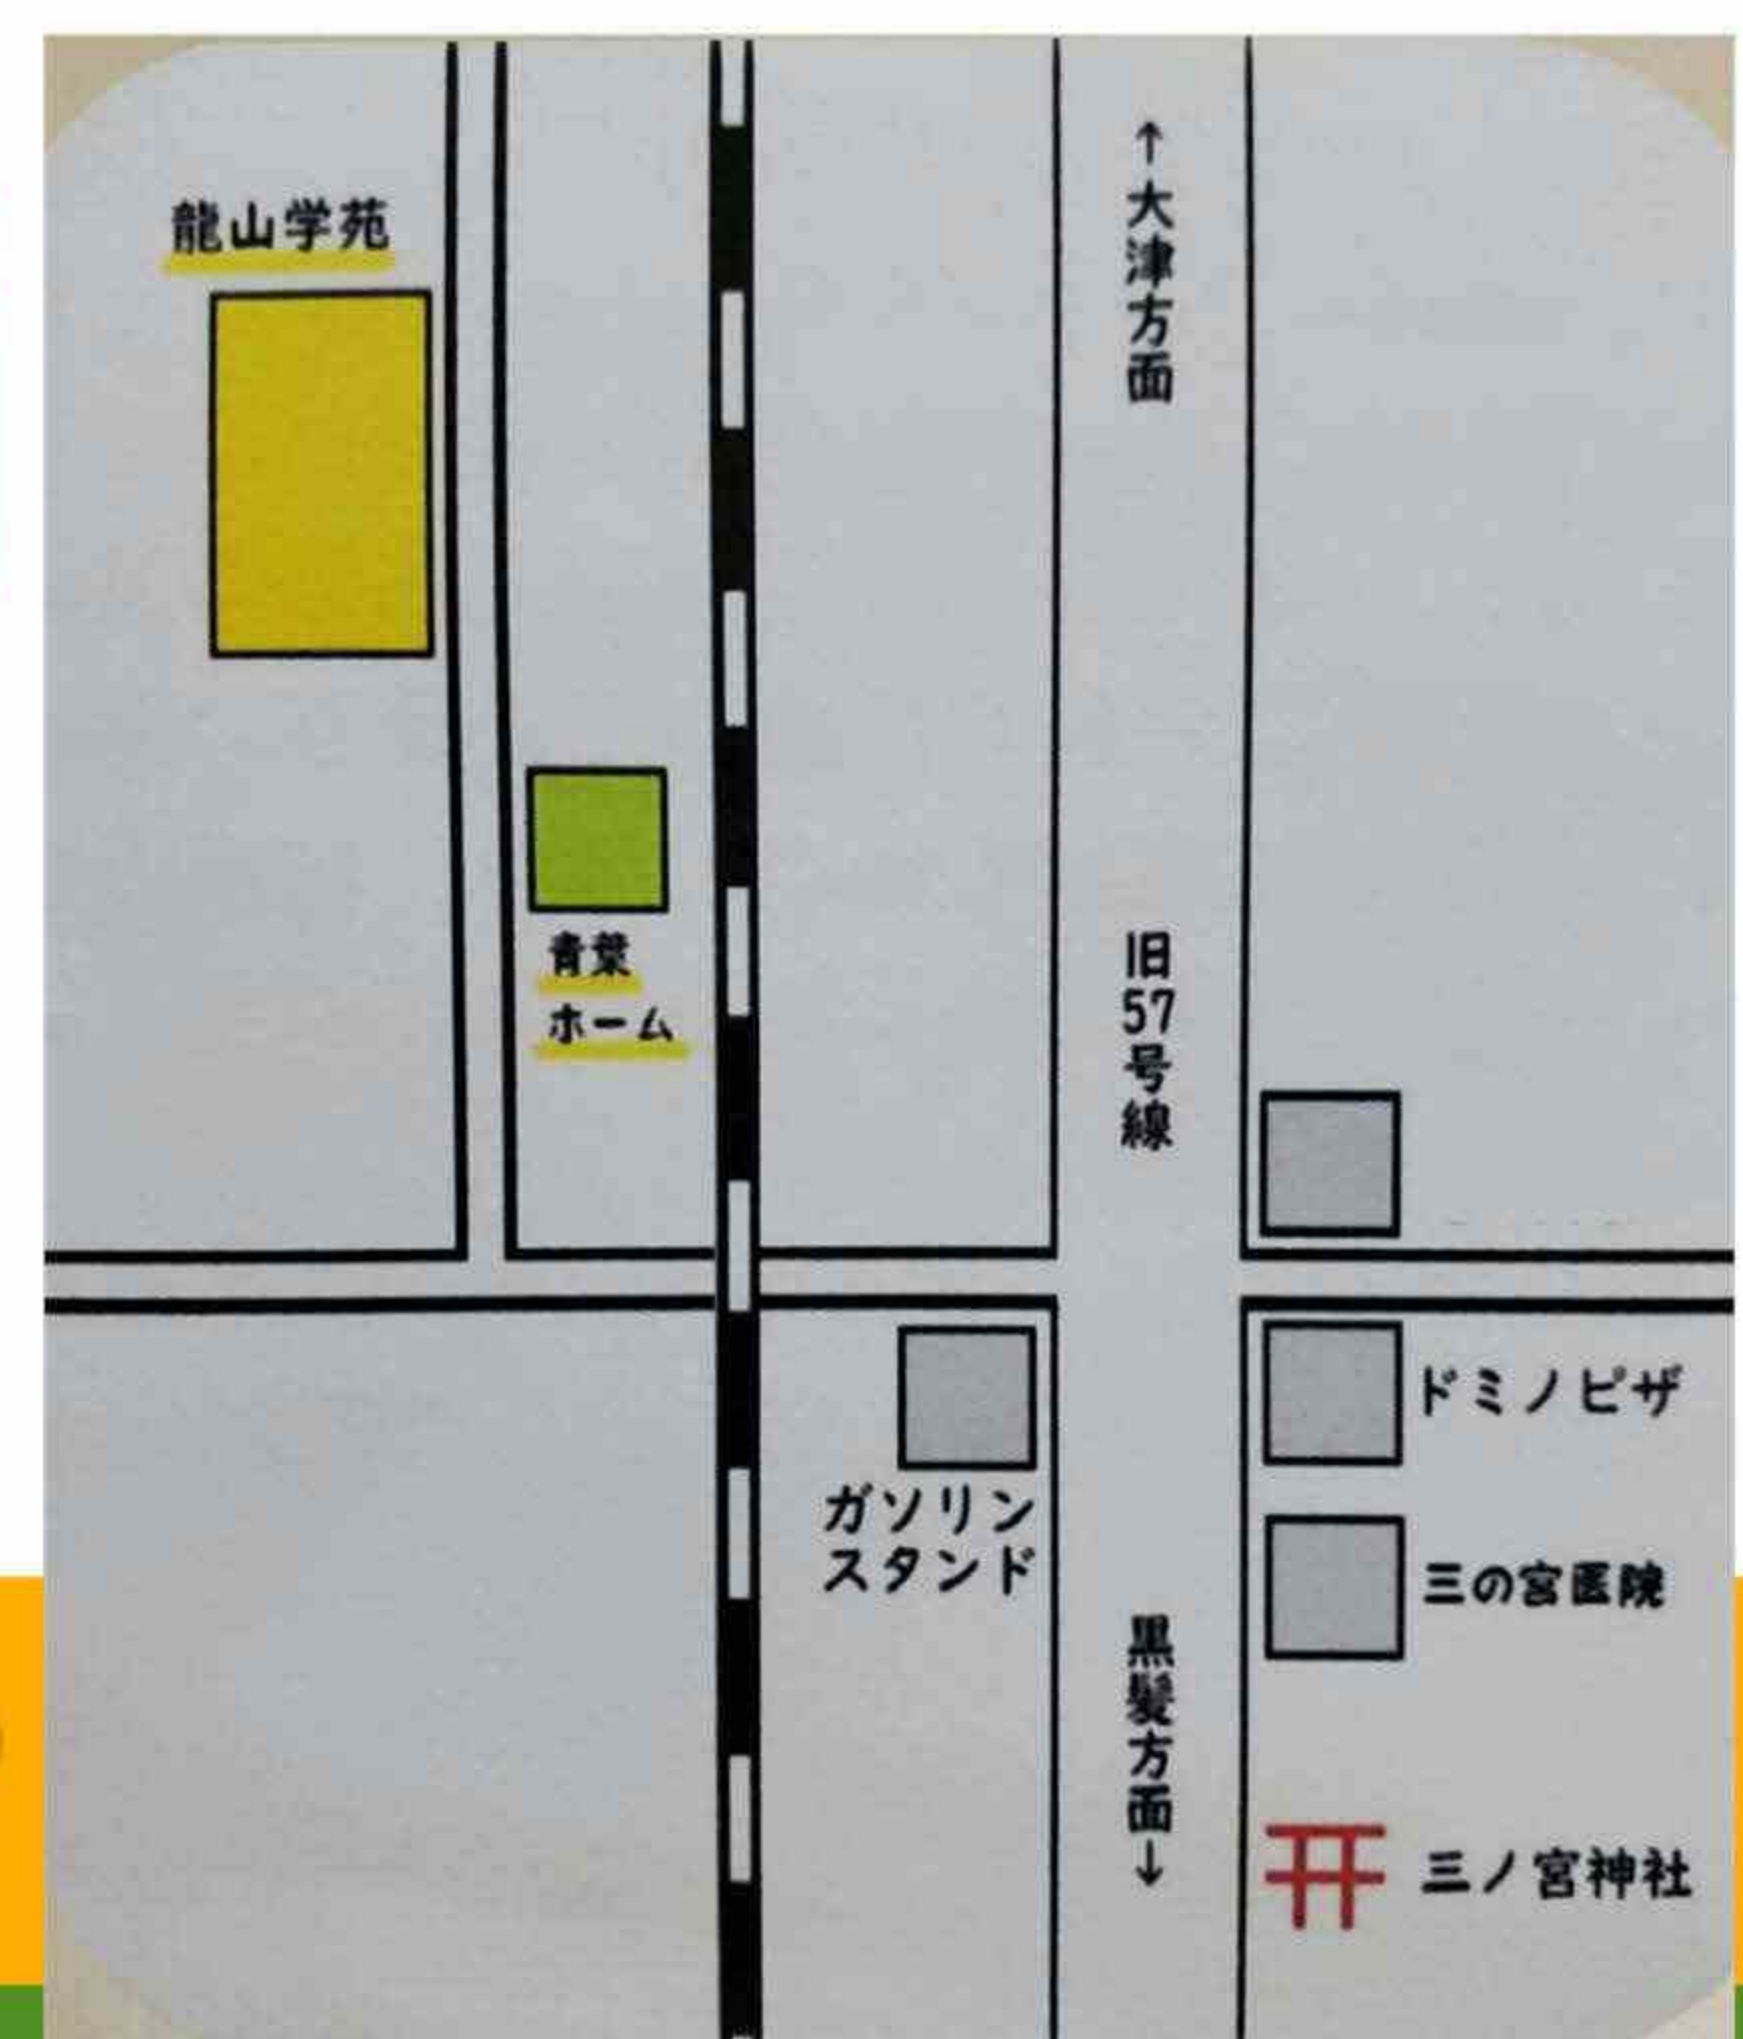 龍山学苑
↑大津方面
青葉
ホーム
旧57号線
ドミノピザ
ガソリン
スタンド
三の宮医院
黒髪方面↓
三ノ宮神社